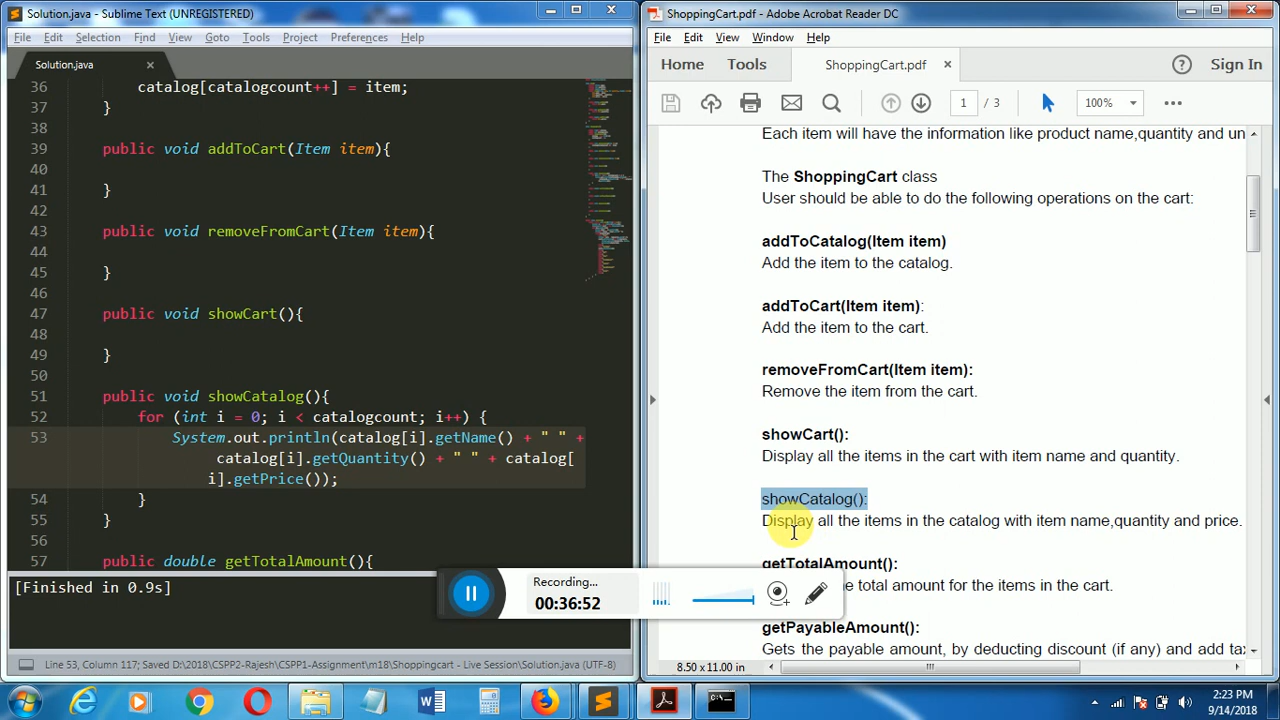 Solution.java - Sublime Text (UNREGISTERED)
File Edit Selection Find View Goto Tools Project Preferences Help
Solution.java ×
36 catalog[catalogcount++] = item;
37 }
38
39 public void addToCart(Item item){
40
41 }
42
43 public void removeFromCart(Item item){
44
45 }
46
47 public void showCart(){
48
49 }
50
51 public void showCatalog(){
52 for (int i = 0; i < catalogcount; i++) {
53 System.out.println(catalog[i].getName() + " " +
catalog[i].getQuantity() + " " + catalog[
i].getPrice());
54 }
55 }
56
57 public double getTotalAmount(){
[Finished in 0.9s]
Line 53, Column 117; Saved D:\2018\CSPP2-Rajesh\CSPP1-Assignment\m18\Shoppingcart - Live Session\Solution.java (UTF-8)
ShoppingCart.pdf - Adobe Acrobat Reader DC
File Edit View Window Help
Home Tools ShoppingCart.pdf × Sign In
1 / 3 100%
Each item will have the information like product name,quantity and un
The ShoppingCart class
User should be able to do the following operations on the cart:
addToCatalog(Item item)
Add the item to the catalog.
addToCart(Item item):
Add the item to the cart.
removeFromCart(Item item):
Remove the item from the cart.
showCart():
Display all the items in the cart with item name and quantity.
showCatalog():
Display all the items in the catalog with item name,quantity and price.
getTotalAmount():
total amount for the items in the cart.
getPayableAmount():
Gets the payable amount, by deducting discount (if any) and add ta
8.50 x 11.00 in
Recording...
00:36:52
2:23 PM
9/14/2018